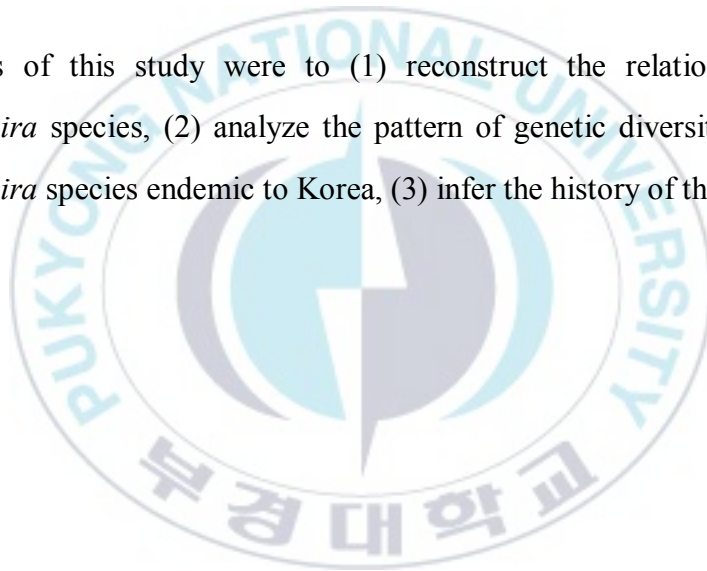 s of this study were to (1) reconstruct the relatio
ira species, (2) analyze the pattern of genetic diversit
ira species endemic to Korea, (3) infer the history of th
PUKYONG NATIONAL UNIVERSITY
부경대학교